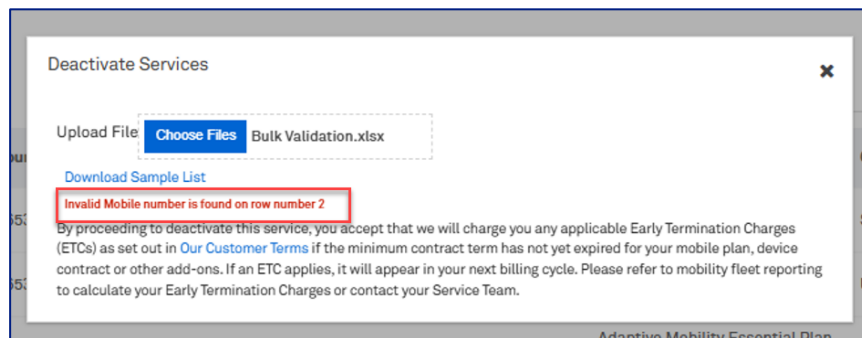 Deactivate Services
Upload File Choose Files Bulk Validation.xlsx
Download Sample List
Invalid Mobile number is found on row number 2
By proceeding to deactivate this service, you accept that we will charge you any applicable Early Termination Charges
(ETCs) as set out in Our Customer Terms if the minimum contract term has not yet expired for your mobile plan, device
contract or other add-ons. If an ETC applies, it will appear in your next billing cycle. Please refer to mobility fleet reporting
to calculate your Early Termination Charges or contact your Service Team.
Adaptive Mobility Essential Plan